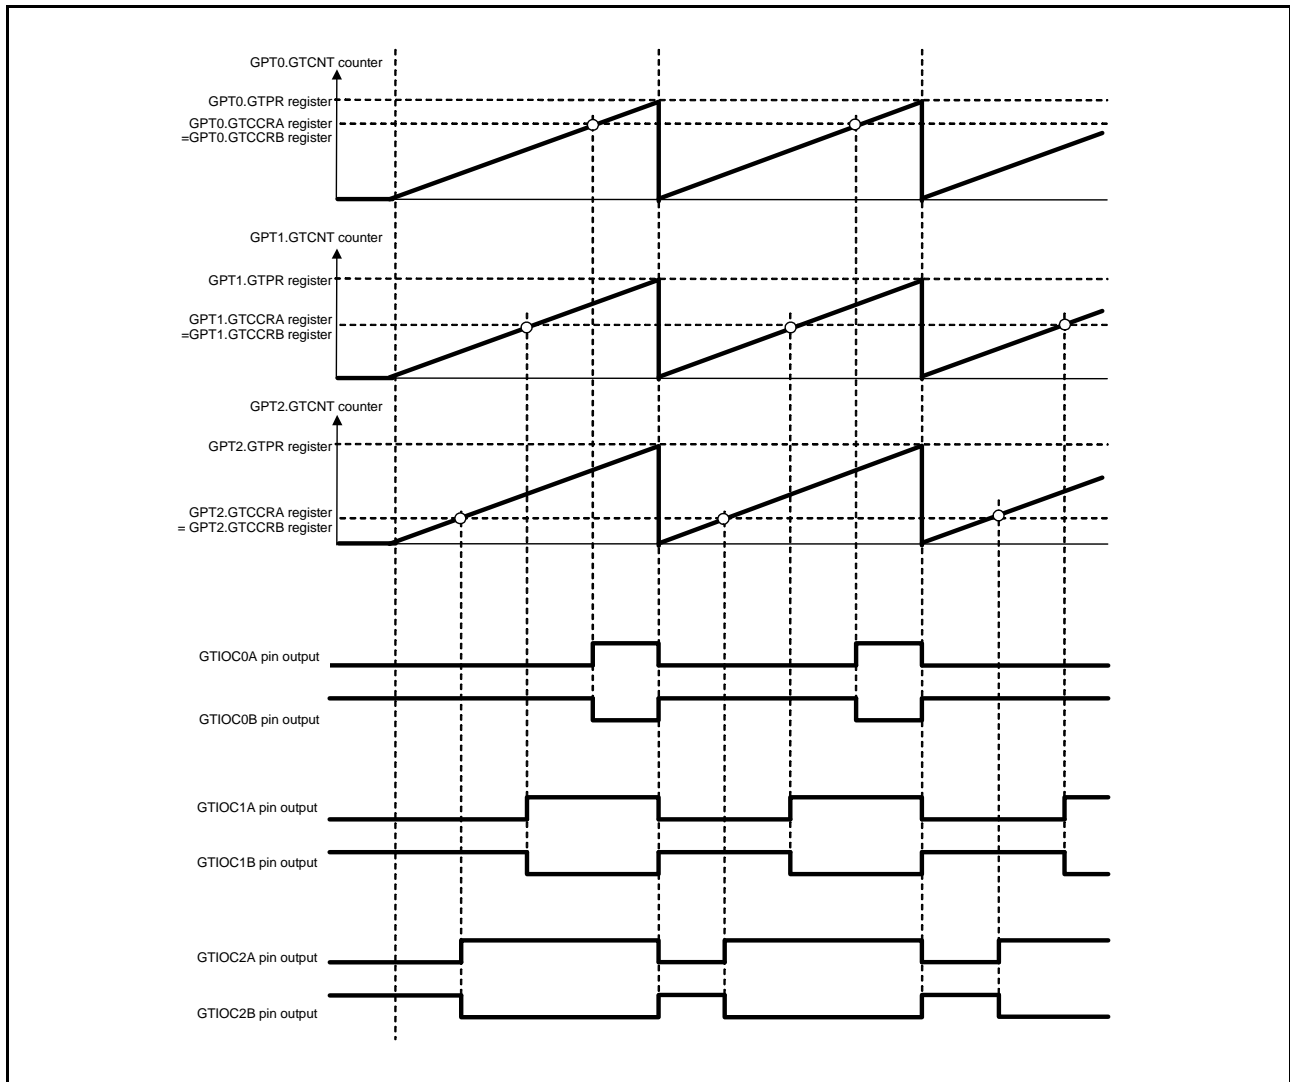 GPT0.GTCNT counter
GPT0.GTPR register
GPT0.GTCCRA register
=GPT0.GTCCRB register
GPT1.GTCNT counter
GPT1.GTPR register
GPT1.GTCCRA register
=GPT1.GTCCRB register
GPT2.GTCNT counter
GPT2.GTPR register
GPT2.GTCCRA register
= GPT2.GTCCRB register
GTIOC0A pin output
GTIOC0B pin output
GTIOC1A pin output
GTIOC1B pin output
GTIOC2A pin output
GTIOC2B pin output